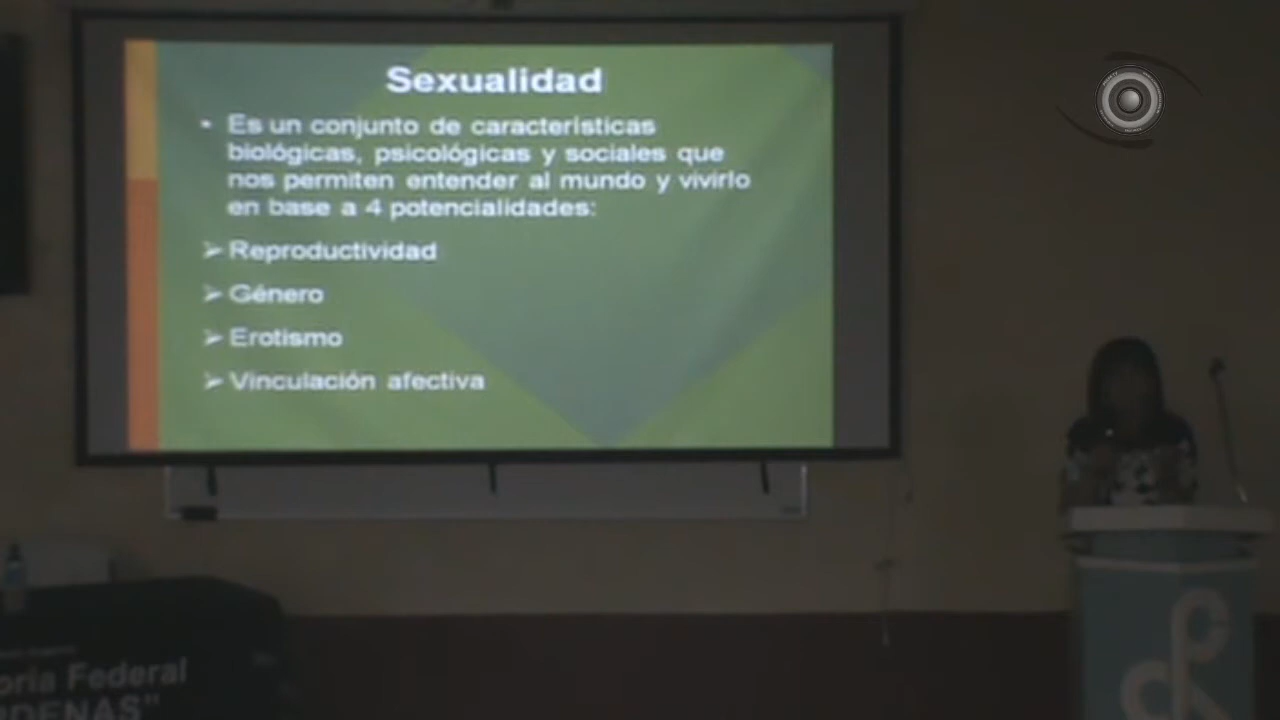 Sexualidad
• Es un conjunto de características
biológicas, psicológicas y sociales que
nos permiten entender al mundo y vivirlo
en base a 4 potencialidades:
➢ Reproductividad
➢ Género
➢ Erotismo
➢ Vinculación afectiva
oria Federal
RDENAS"